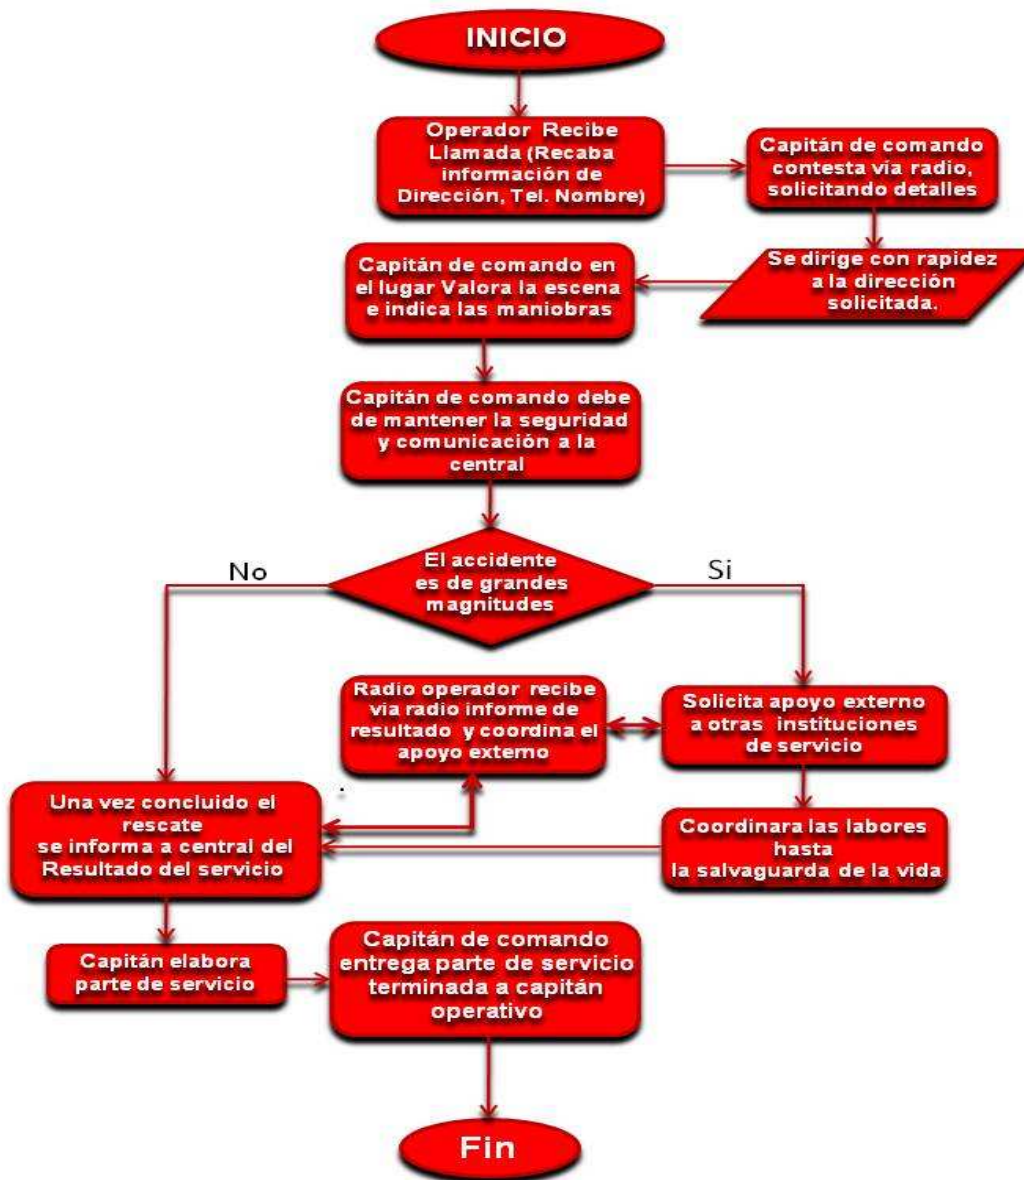 INICIO
Operador Recibe
Llamada (Recaba
información de
Dirección, Tel. Nombre)
Capitán de comando
contesta vía radio,
solicitando detalles
Se dirige con rapidez
a la dirección
solicitada.
Capitán de comando en
el lugar Valora la escena
e indica las maniobras
Capitán de comando debe
de mantener la seguridad
y comunicación a la
central
El accidente
es de grandes
magnitudes
No
Si
Radio operador recibe
vía radio informe de
resultado y coordina el
apoyo externo
Solicita apoyo externo
a otras instituciones
de servicio
Una vez concluido el
rescate
se informa a central del
Resultado del servicio
Coordinara las labores
hasta
la salvaguarda de la vida
Capitán elabora
parte de servicio
Capitán de comando
entrega parte de servicio
terminada a capitán
operativo
Fin